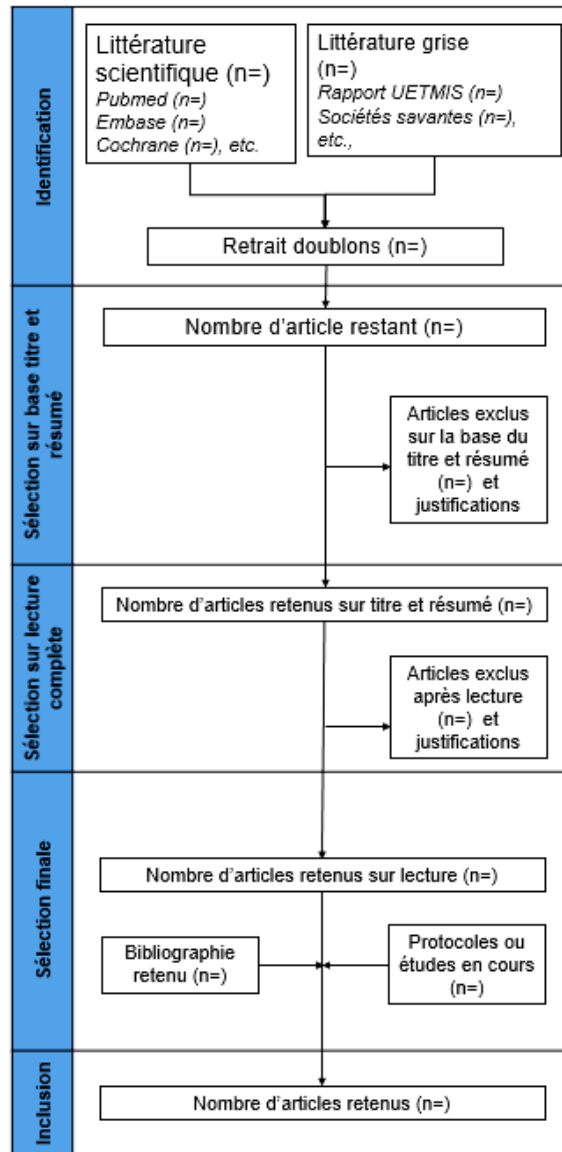 Identification
Littérature
scientifique (n=)
Pubmed (n=)
Embase (n=)
Cochrane (n=), etc.
Littérature grise
(n=)
Rapport UETMIS (n=)
Sociétés savantes (n=),
etc.,
Retrait doublons (n=)
Sélection sur base titre et
résumé
Nombre d'article restant (n=)
Articles exclus
sur la base du
titre et résumé
(n=) et
justifications
Sélection sur lecture
complète
Nombre d'articles retenus sur titre et résumé (n=)
Articles exclus
après lecture
(n=) et
justifications
Sélection finale
Nombre d'articles retenus sur lecture (n=)
Bibliographie
retenu (n=)
Protocoles ou
études en cours
(n=)
Inclusion
Nombre d'articles retenus (n=)